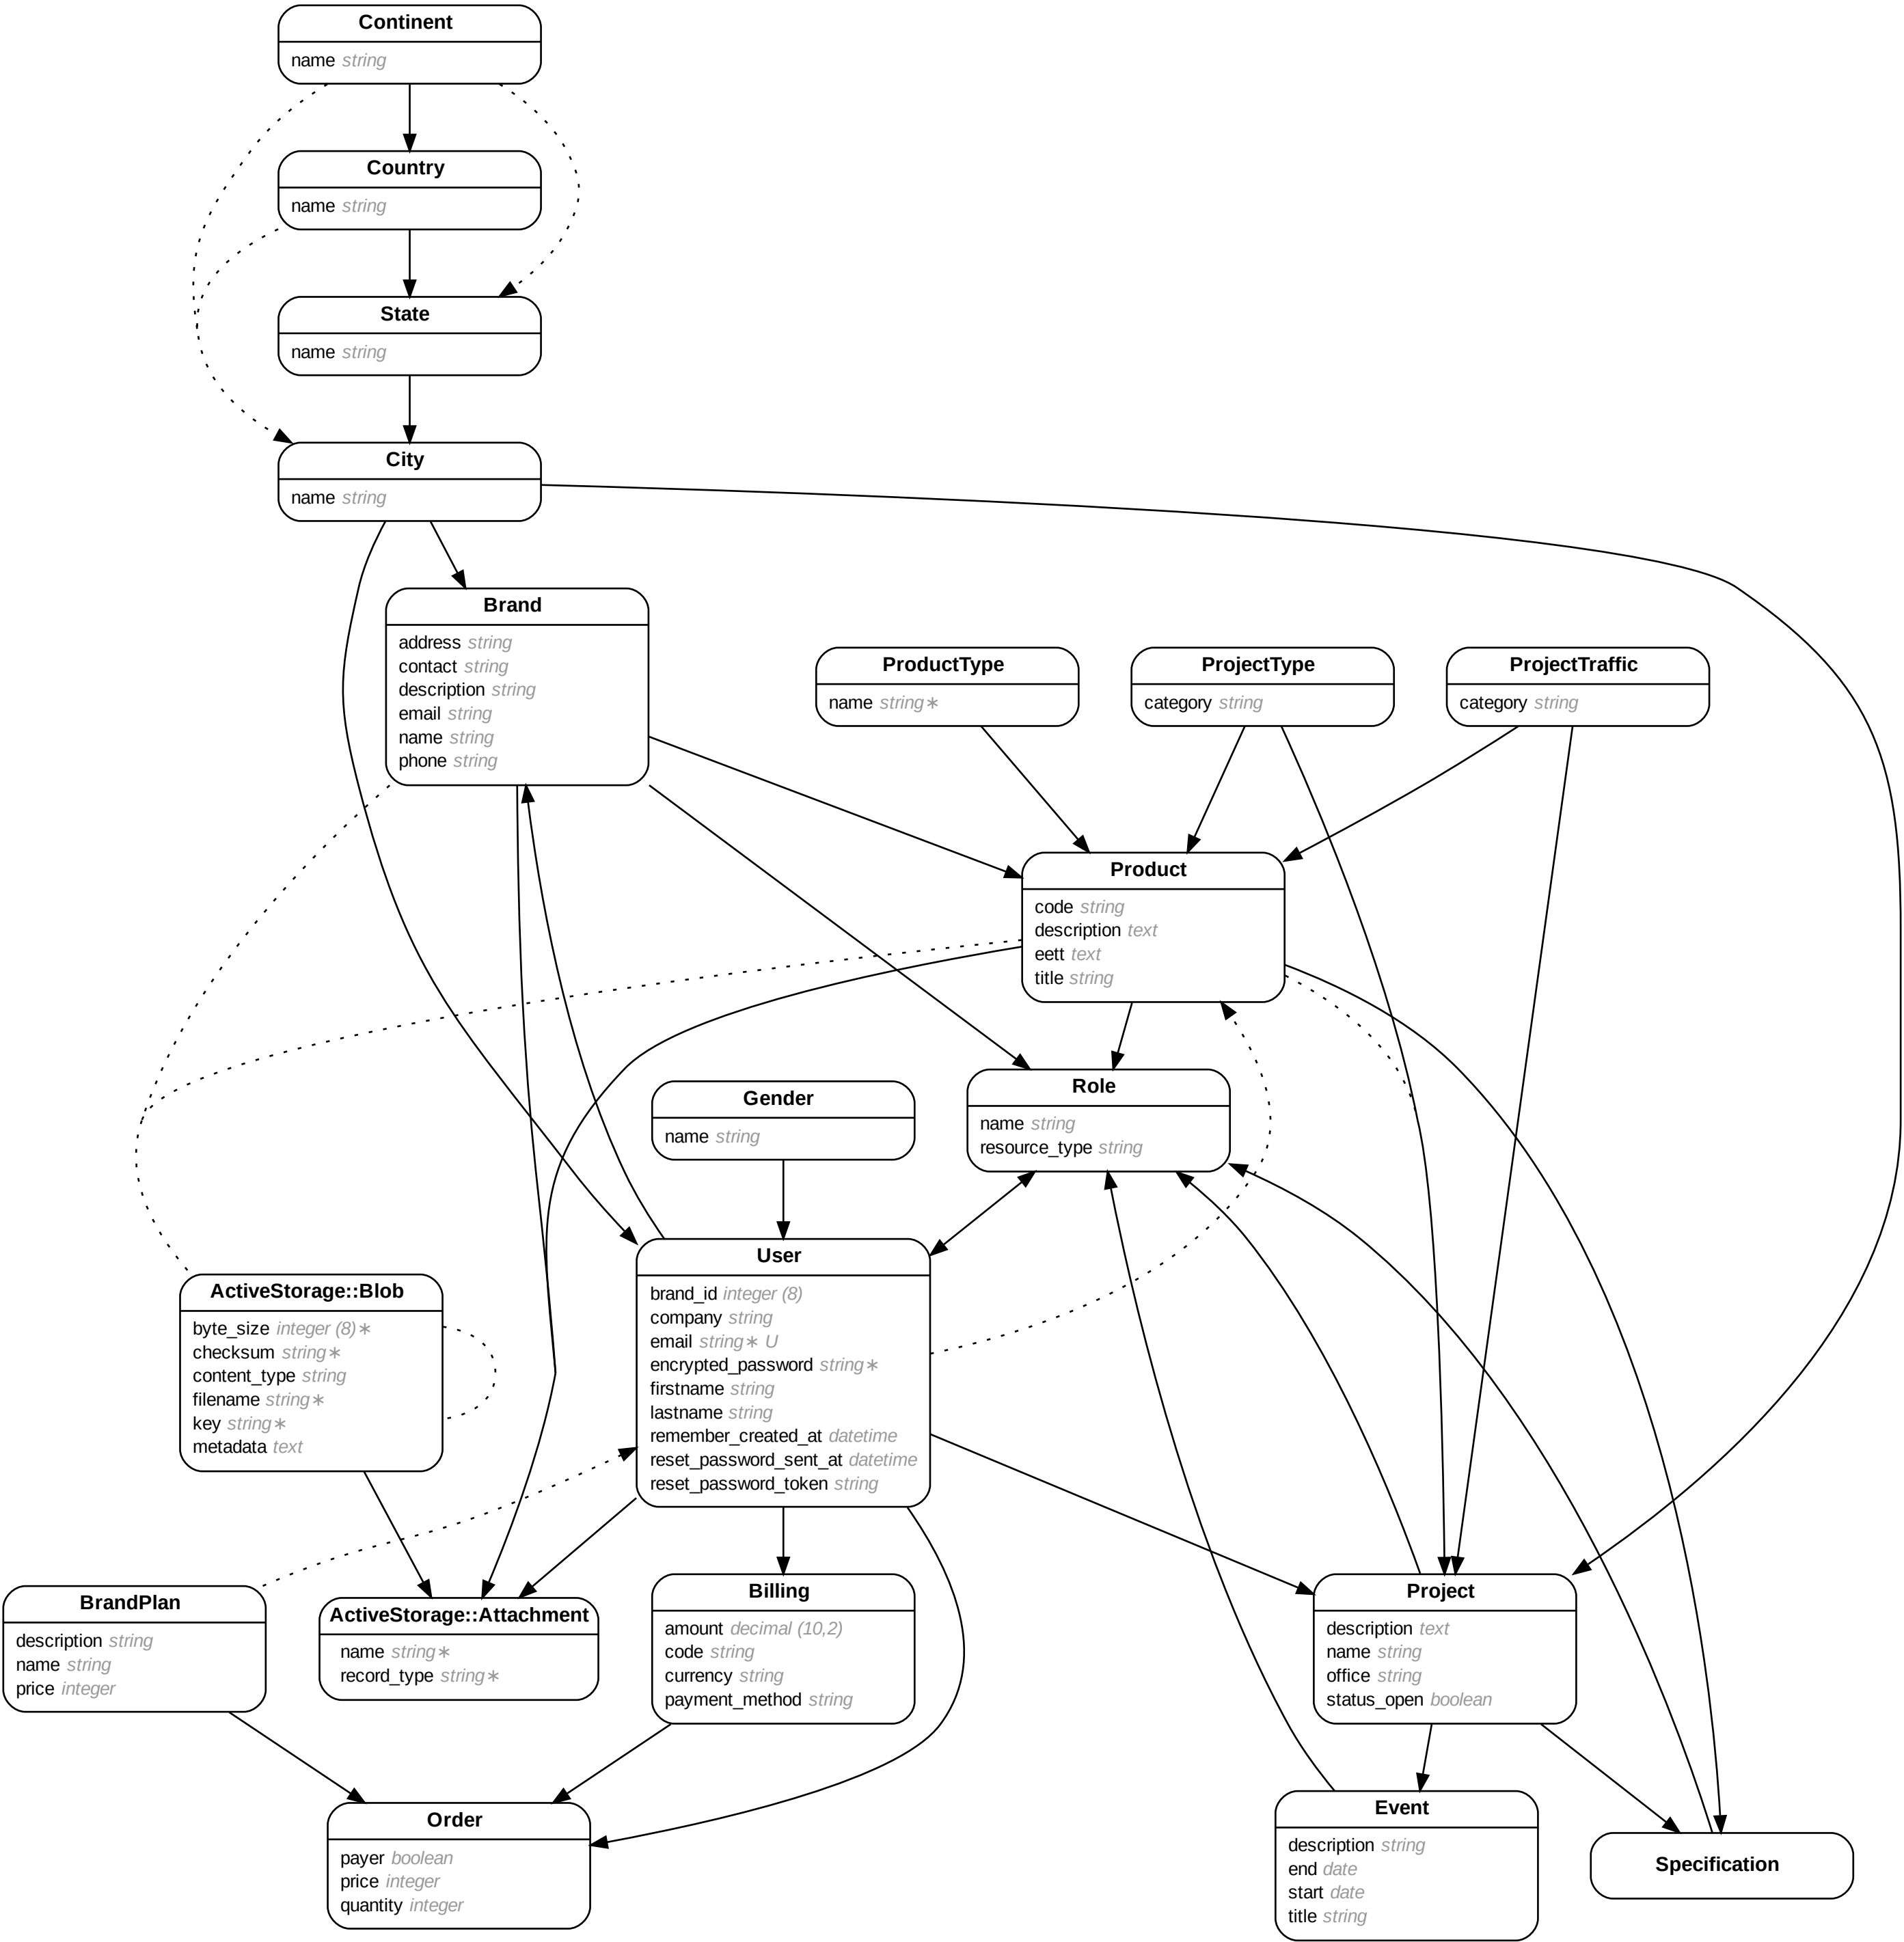 Continent
name string
Country
name string
State
name string
City
name string
Brand
address string
contact string
description string
email string
name string
phone string
ProductType
name string∗
ProjectType
category string
ProjectTraffic
category string
Product
code string
description text
eett text
title string
Role
name string
resource_type string
Gender
name string
User
brand_id integer (8)
company string
email string∗ U
encrypted_password string∗
firstname string
lastname string
remember_created_at datetime
reset_password_sent_at datetime
reset_password_token string
ActiveStorage::Blob
byte_size integer (8)∗
checksum string∗
content_type string
filename string∗
key string∗
metadata text
BrandPlan
description string
name string
price integer
ActiveStorage::Attachment
name string∗
record_type string∗
Billing
amount decimal (10,2)
code string
currency string
payment_method string
Project
description text
name string
office string
status_open boolean
Order
payer boolean
price integer
quantity integer
Event
description string
end date
start date
title string
Specification